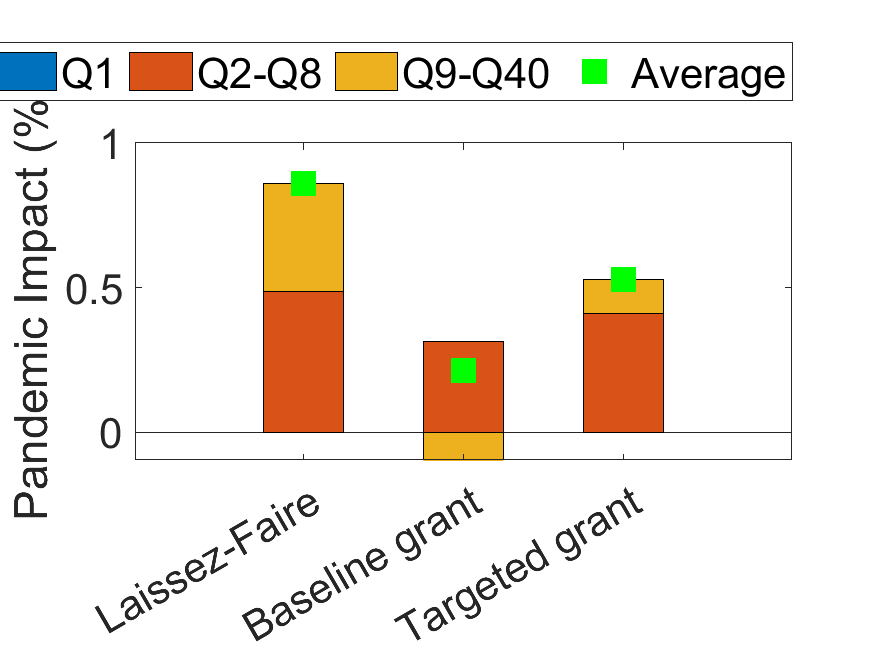 Q1 Q2-Q8 Q9-Q40 Average
Pandemic Impact (%
1
0.5
0
Laissez-Faire
Baseline grant
Targeted grant